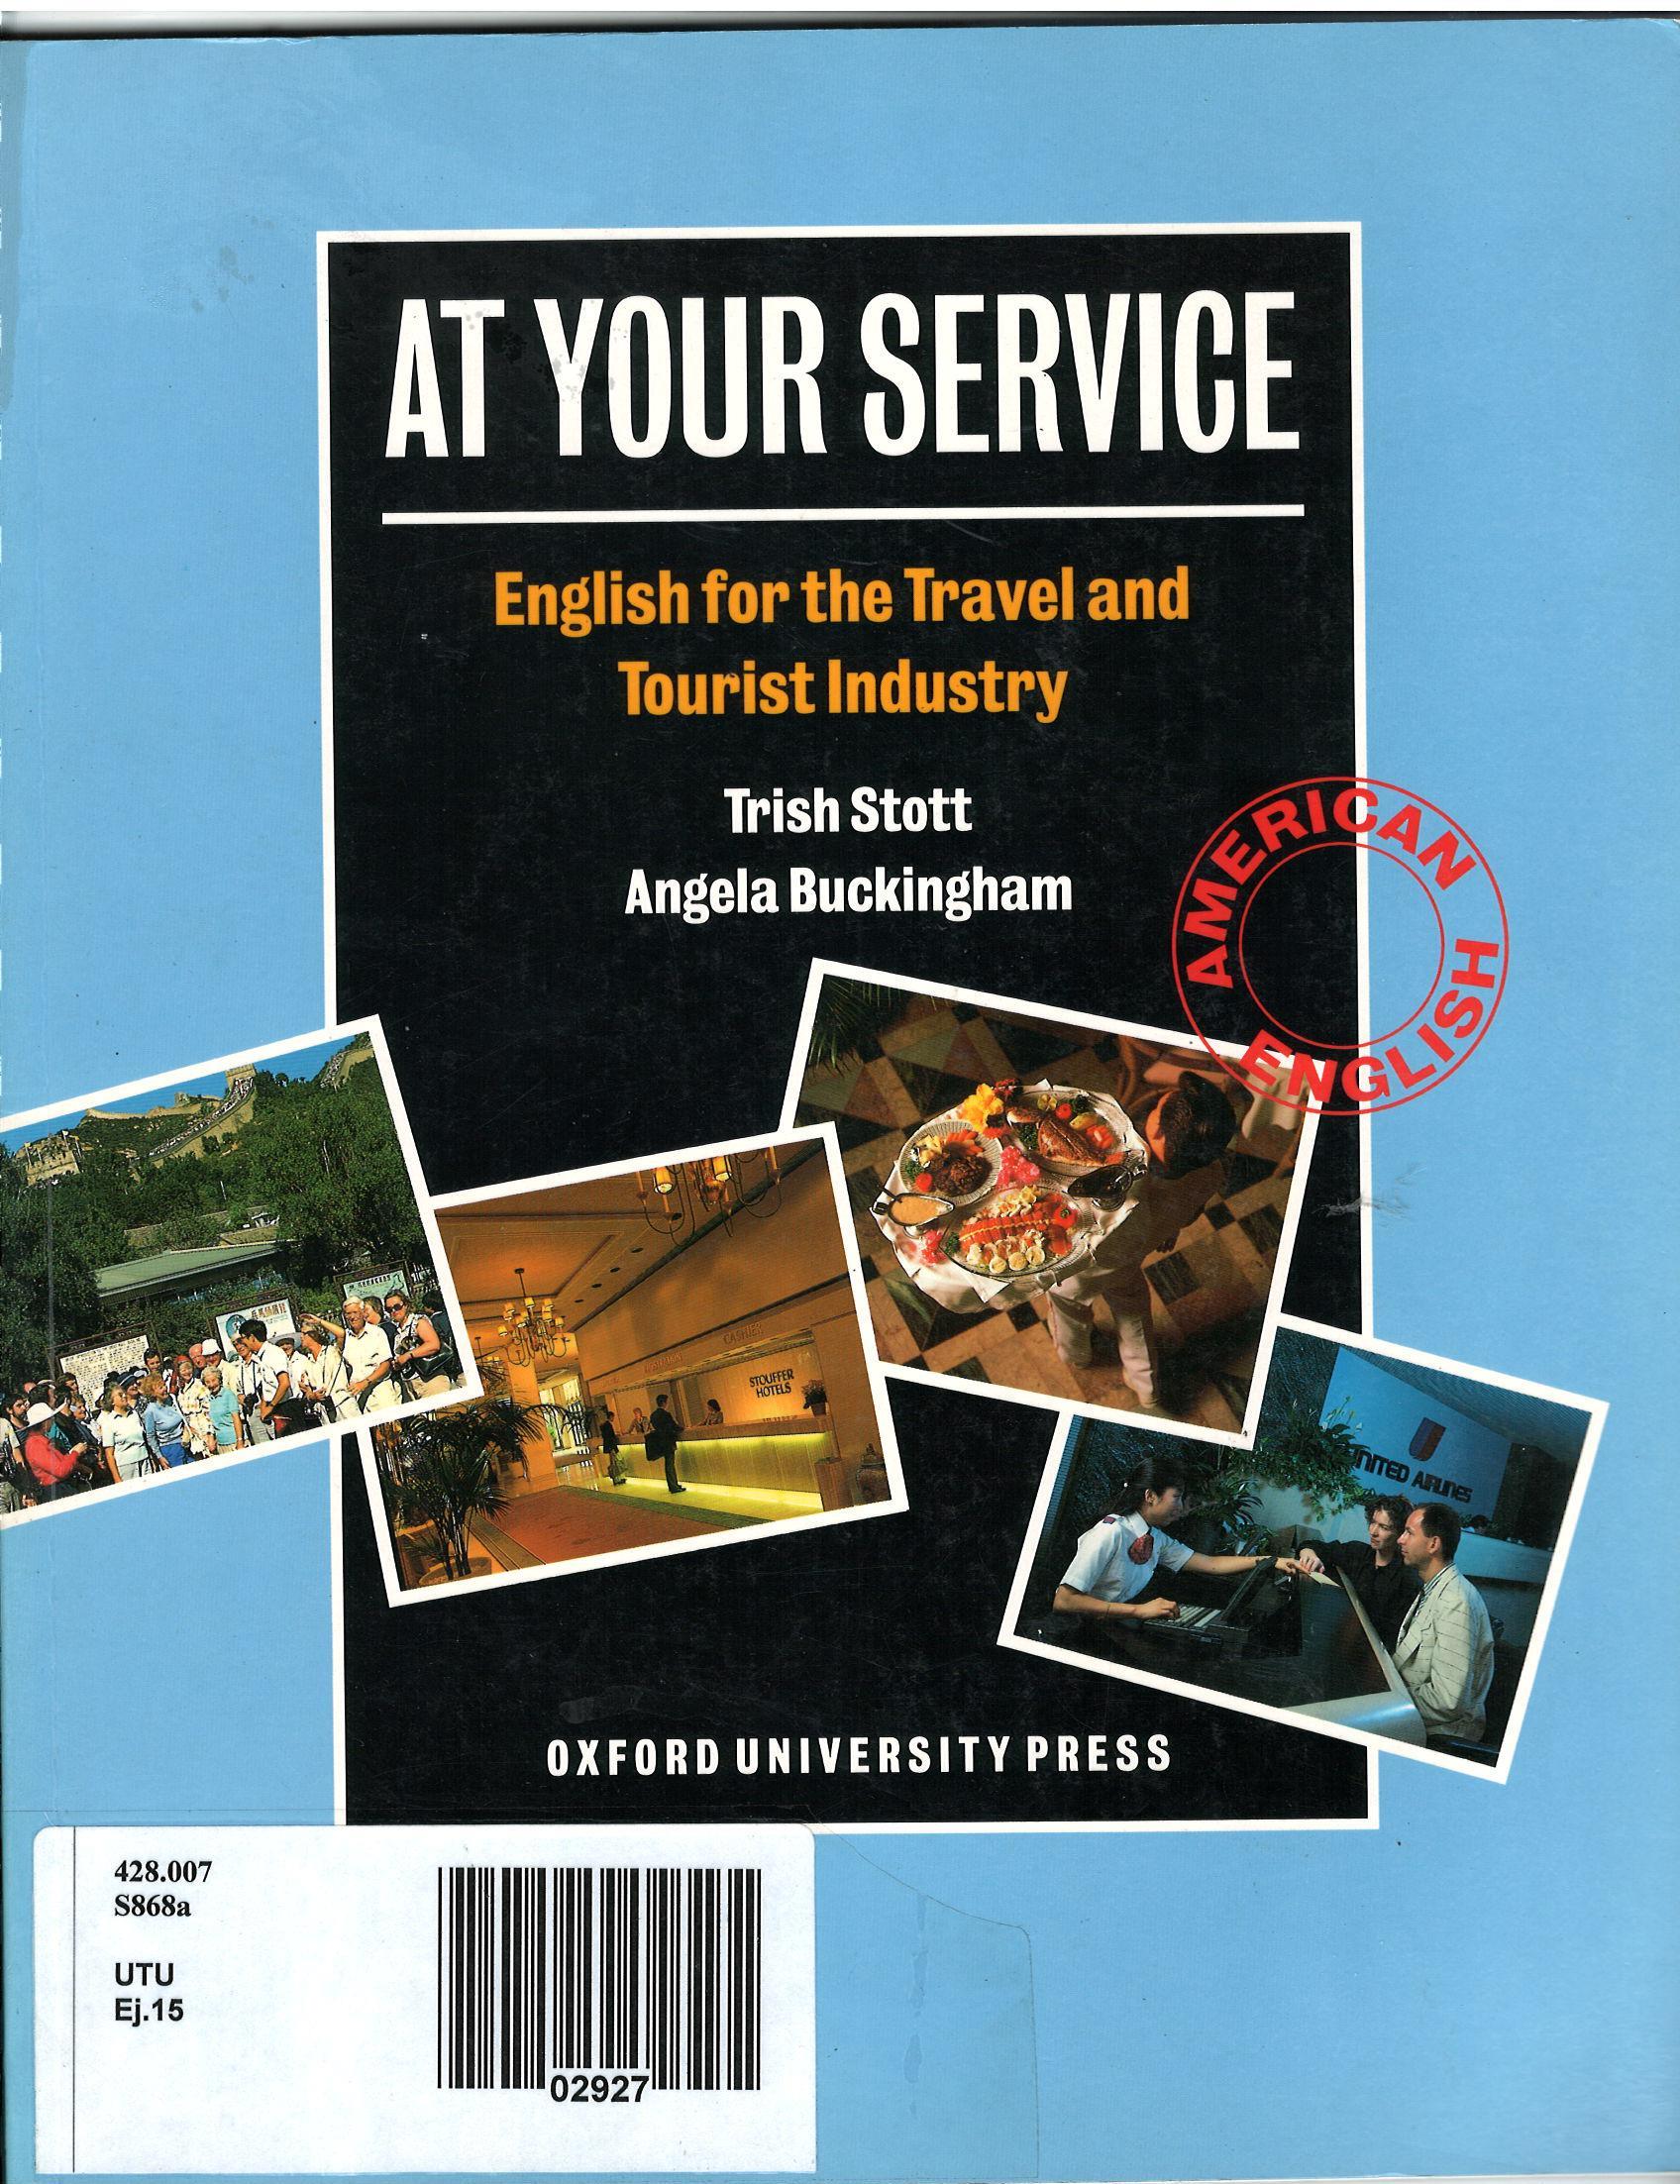 AT YOUR SERVICE
English for the Travel and
Tourist Industry
Trish Stott
Angela Buckingham
AMERICAN
ENGLISH
CASHIER
STOUFFER
HOTELS
UNITED AIRLINES
OXFORD UNIVERSITY PRESS
428.007
S868a
UTU
Ej.15
02927